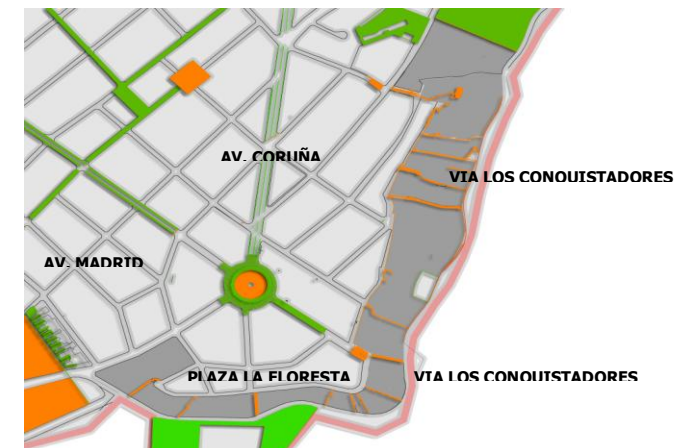 AV. CORUÑA
VIA LOS CONQUISTADORES
AV. MADRID
PLAZA LA FLORESTA
VIA LOS CONQUISTADORES